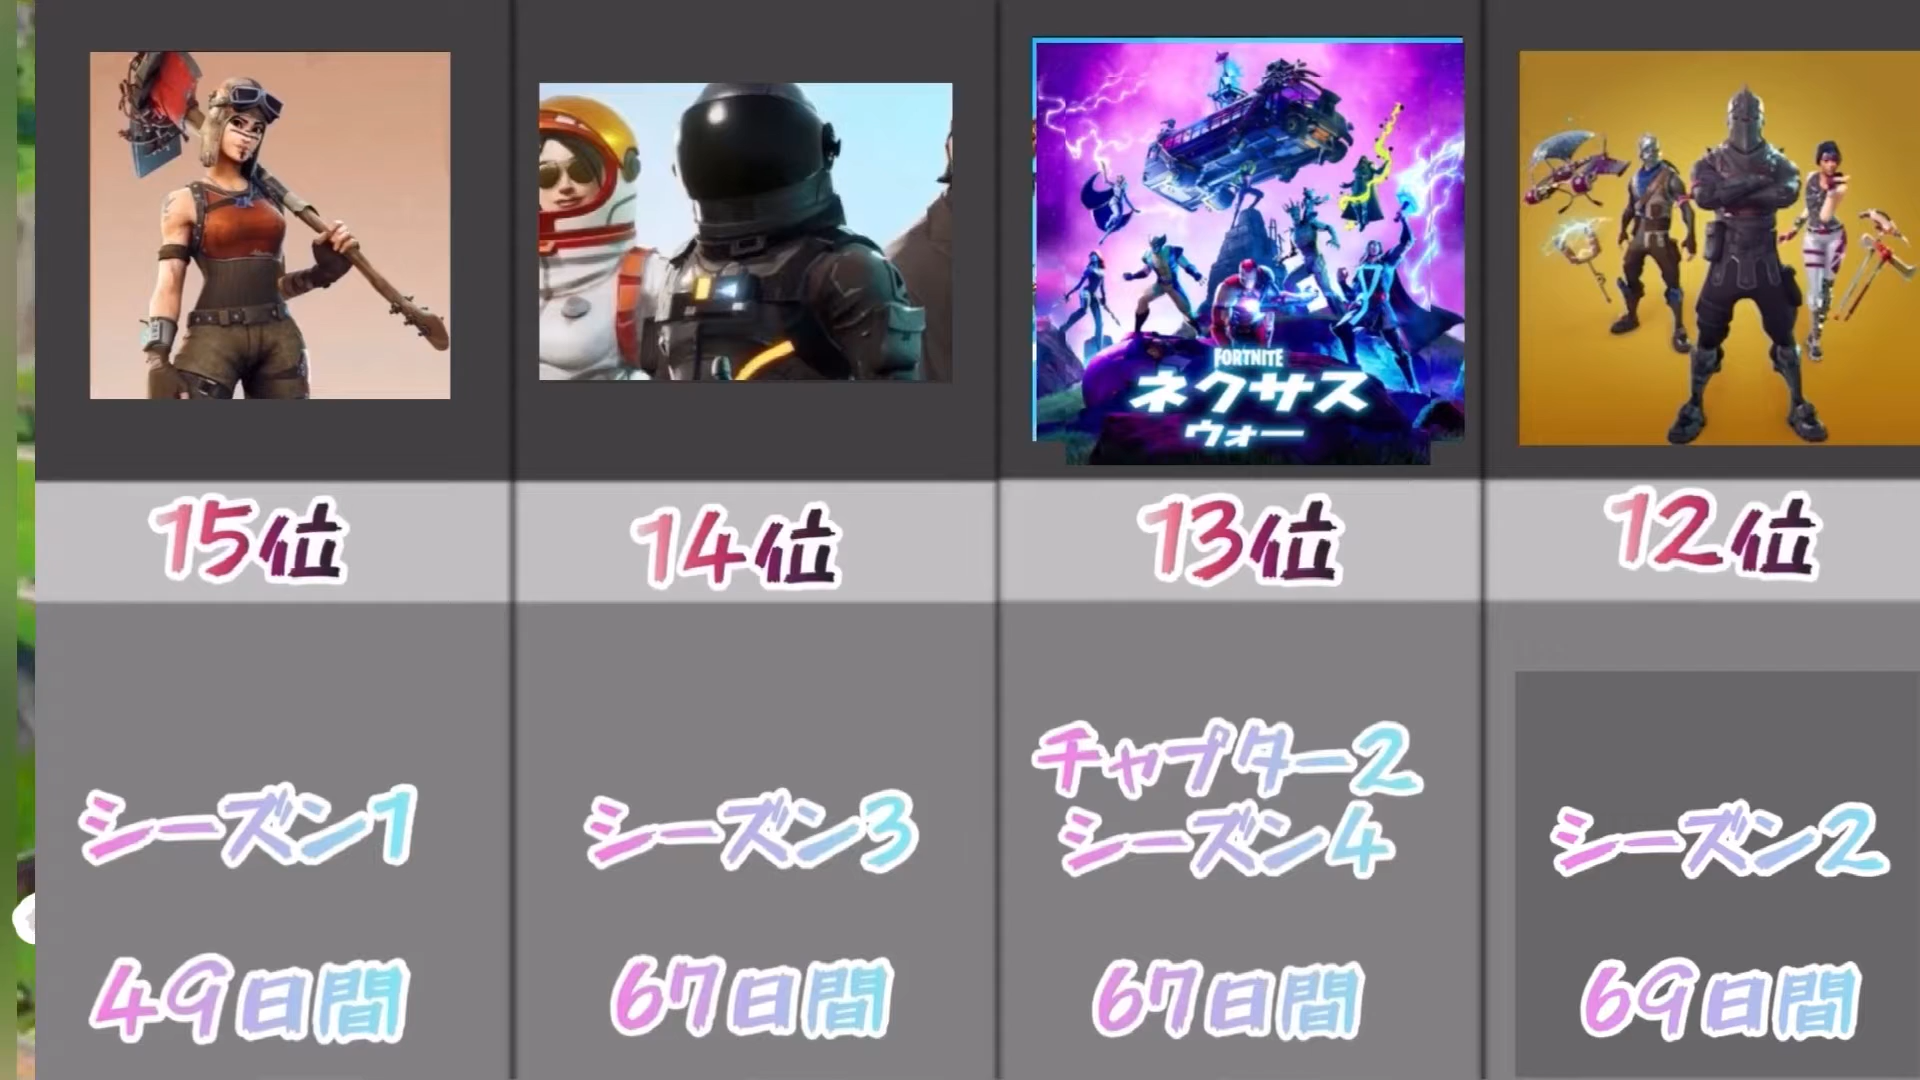 FORTNITE
ネクサス
ウォー
15位
14位
13位
12位
シーズン1
シーズン3
チャプター2
シーズン4
シーズン2
49日間
67日間
67日間
69日間